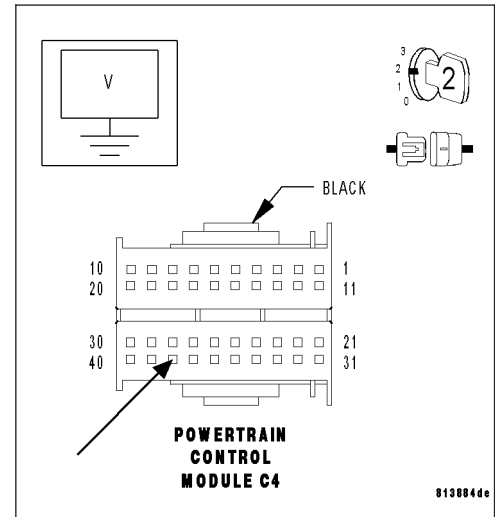 V
3
2
1
0
2
BLACK
10 1
20 11
30 21
40 31
POWERTRAIN
CONTROL
MODULE C4
813884de